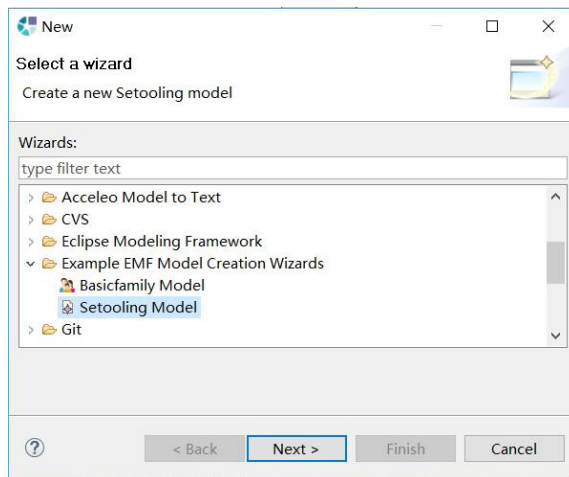 New
Select a wizard
Create a new Setooling model
Wizards:
type filter text
Acceleo Model to Text
CVS
Eclipse Modeling Framework
Example EMF Model Creation Wizards
Basicfamily Model
Setooling Model
Git
?
< Back Next > Finish Cancel